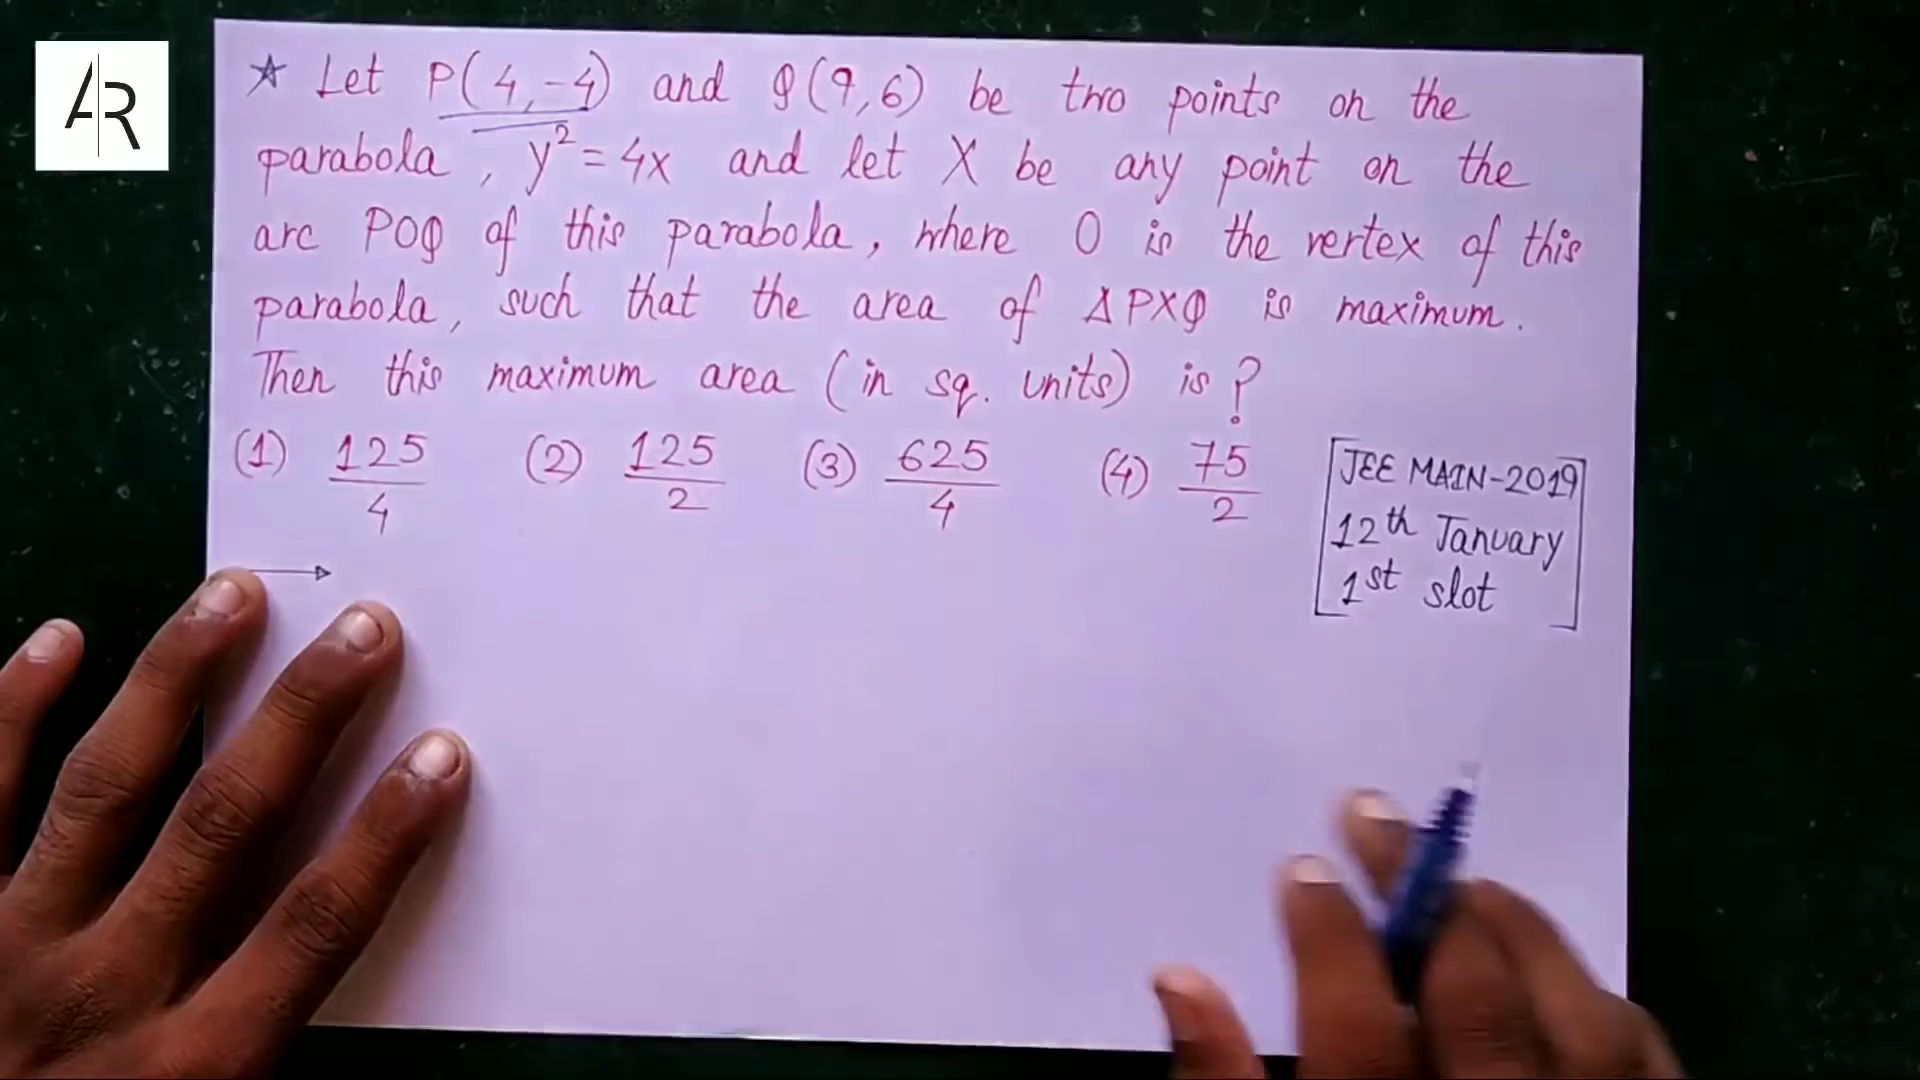 AR
☆ Let P(4,-4) and Q(9,6) be two points on the
parabola, y² = 4x and let X be any point on the
arc POQ of this parabola, where O is the vertex of this
parabola, such that the area of ΔPXQ is maximum.
Then this maximum area (in sq. units) is ?
(1) 125/4 (2) 125/2 (3) 625/4 (4) 75/2
[JEE MAIN-2019
12th January
1st slot]